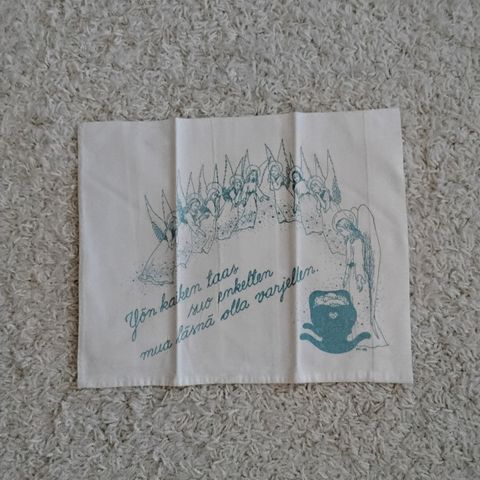 Yön kaiken taas
suo enkelten
mua läsnä olla varjellen.